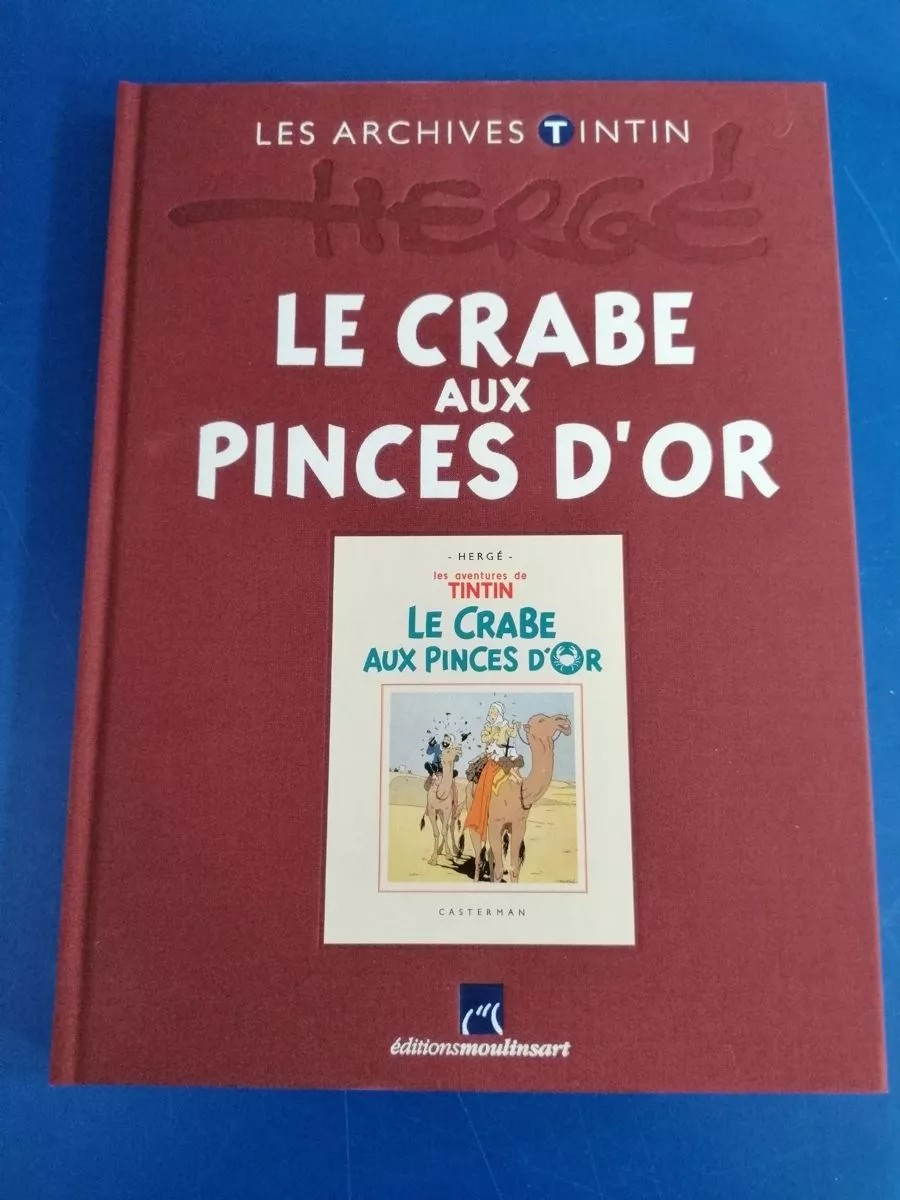 LES ARCHIVES TINTIN
HERGÉ
LE CRABE
AUX
PINCES D'OR
- HERGÉ -
les aventures de
TINTIN
LE CRABE
AUX PINCES D'OR
CASTERMAN
éditionsmoulinsart